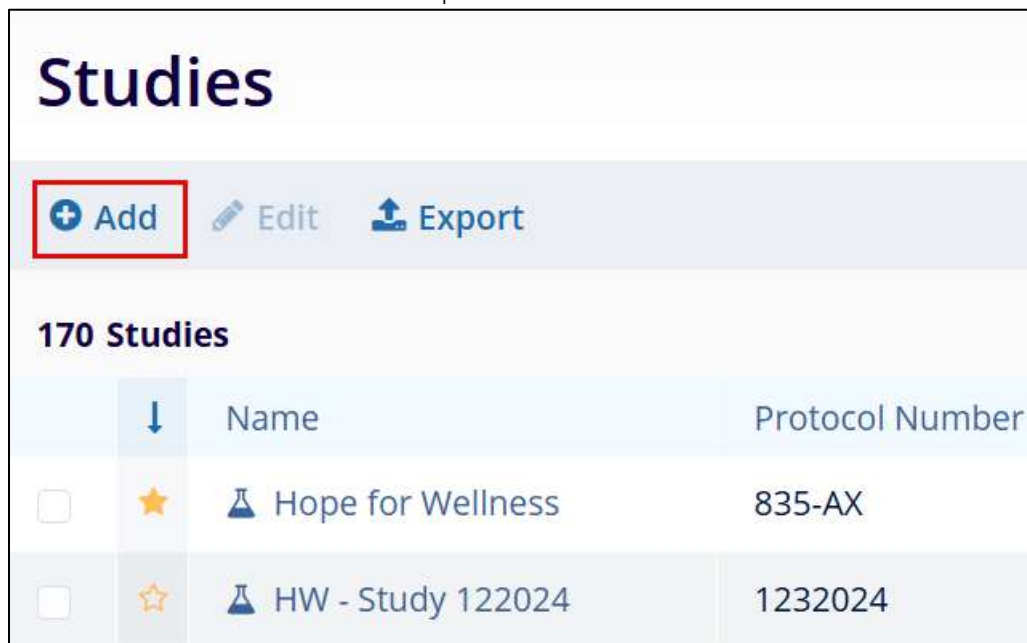 Studies
Add Edit Export
170 Studies
Name Protocol Number
Hope for Wellness 835-AX
HW - Study 122024 1232024